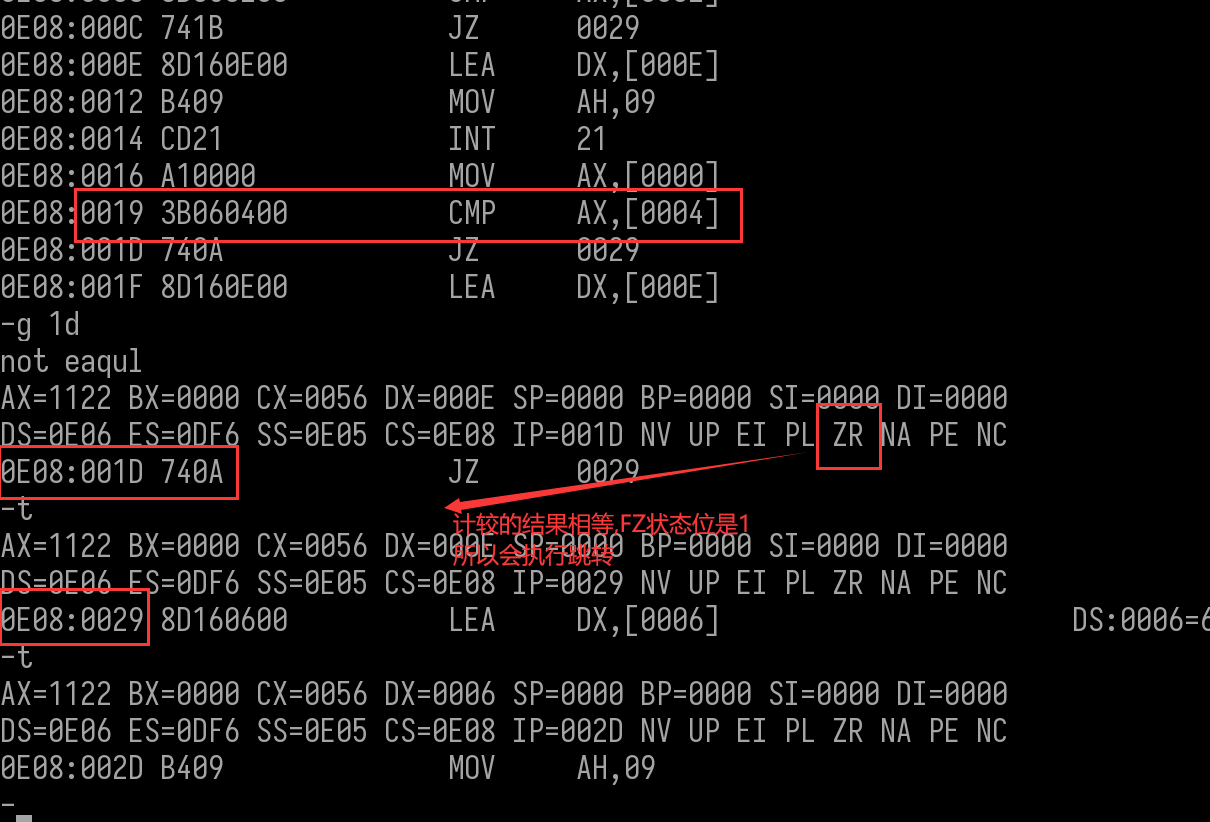 0E08:000C 741B JZ 0029
0E08:000E 8D160E00 LEA DX,[000E]
0E08:0012 B409 MOV AH,09
0E08:0014 CD21 INT 21
0E08:0016 A10000 MOV AX,[0000]
0E08:0019 3B060400 CMP AX,[0004]
0E08:001D 740A JZ 0029
0E08:001F 8D160E00 LEA DX,[000E]
-g 1d
not eaqul
AX=1122 BX=0000 CX=0056 DX=000E SP=0000 BP=0000 SI=0000 DI=0000
DS=0E06 ES=0DF6 SS=0E05 CS=0E08 IP=001D NV UP EI PL ZR NA PE NC
0E08:001D 740A JZ 0029
-t
计较的结果相等,FZ状态位是1
AX=1122 BX=0000 CX=0056 DX=000E SP=0000 BP=0000 SI=0000 DI=0000
所以会执行跳转
DS=0E06 ES=0DF6 SS=0E05 CS=0E08 IP=0029 NV UP EI PL ZR NA PE NC
0E08:0029 8D160600 LEA DX,[0006] DS:0006=6
-t
AX=1122 BX=0000 CX=0056 DX=0006 SP=0000 BP=0000 SI=0000 DI=0000
DS=0E06 ES=0DF6 SS=0E05 CS=0E08 IP=002D NV UP EI PL ZR NA PE NC
0E08:002D B409 MOV AH,09
-